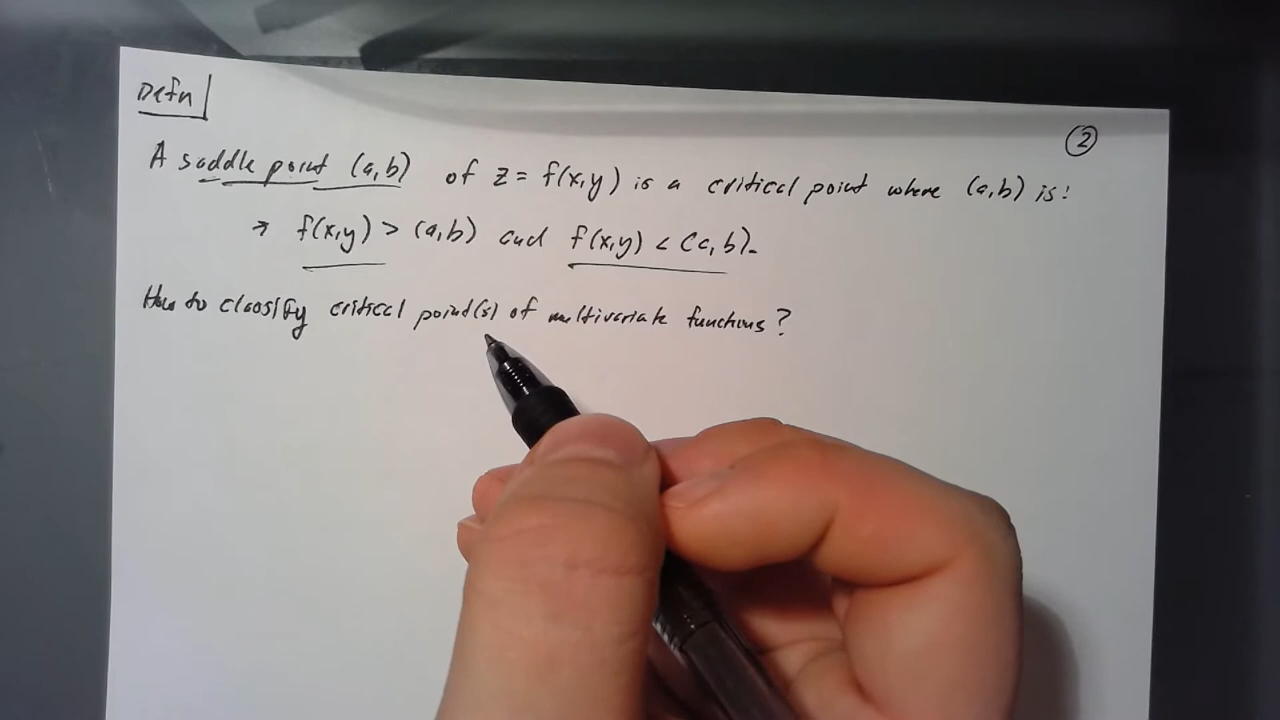 Defn
②
A saddle point (a,b) of z = f(x,y) is a critical point where (a,b) is:
→ f(x,y) > (a,b) and f(x,y) < (a,b).
How to classify critical point(s) of multivariate functions?